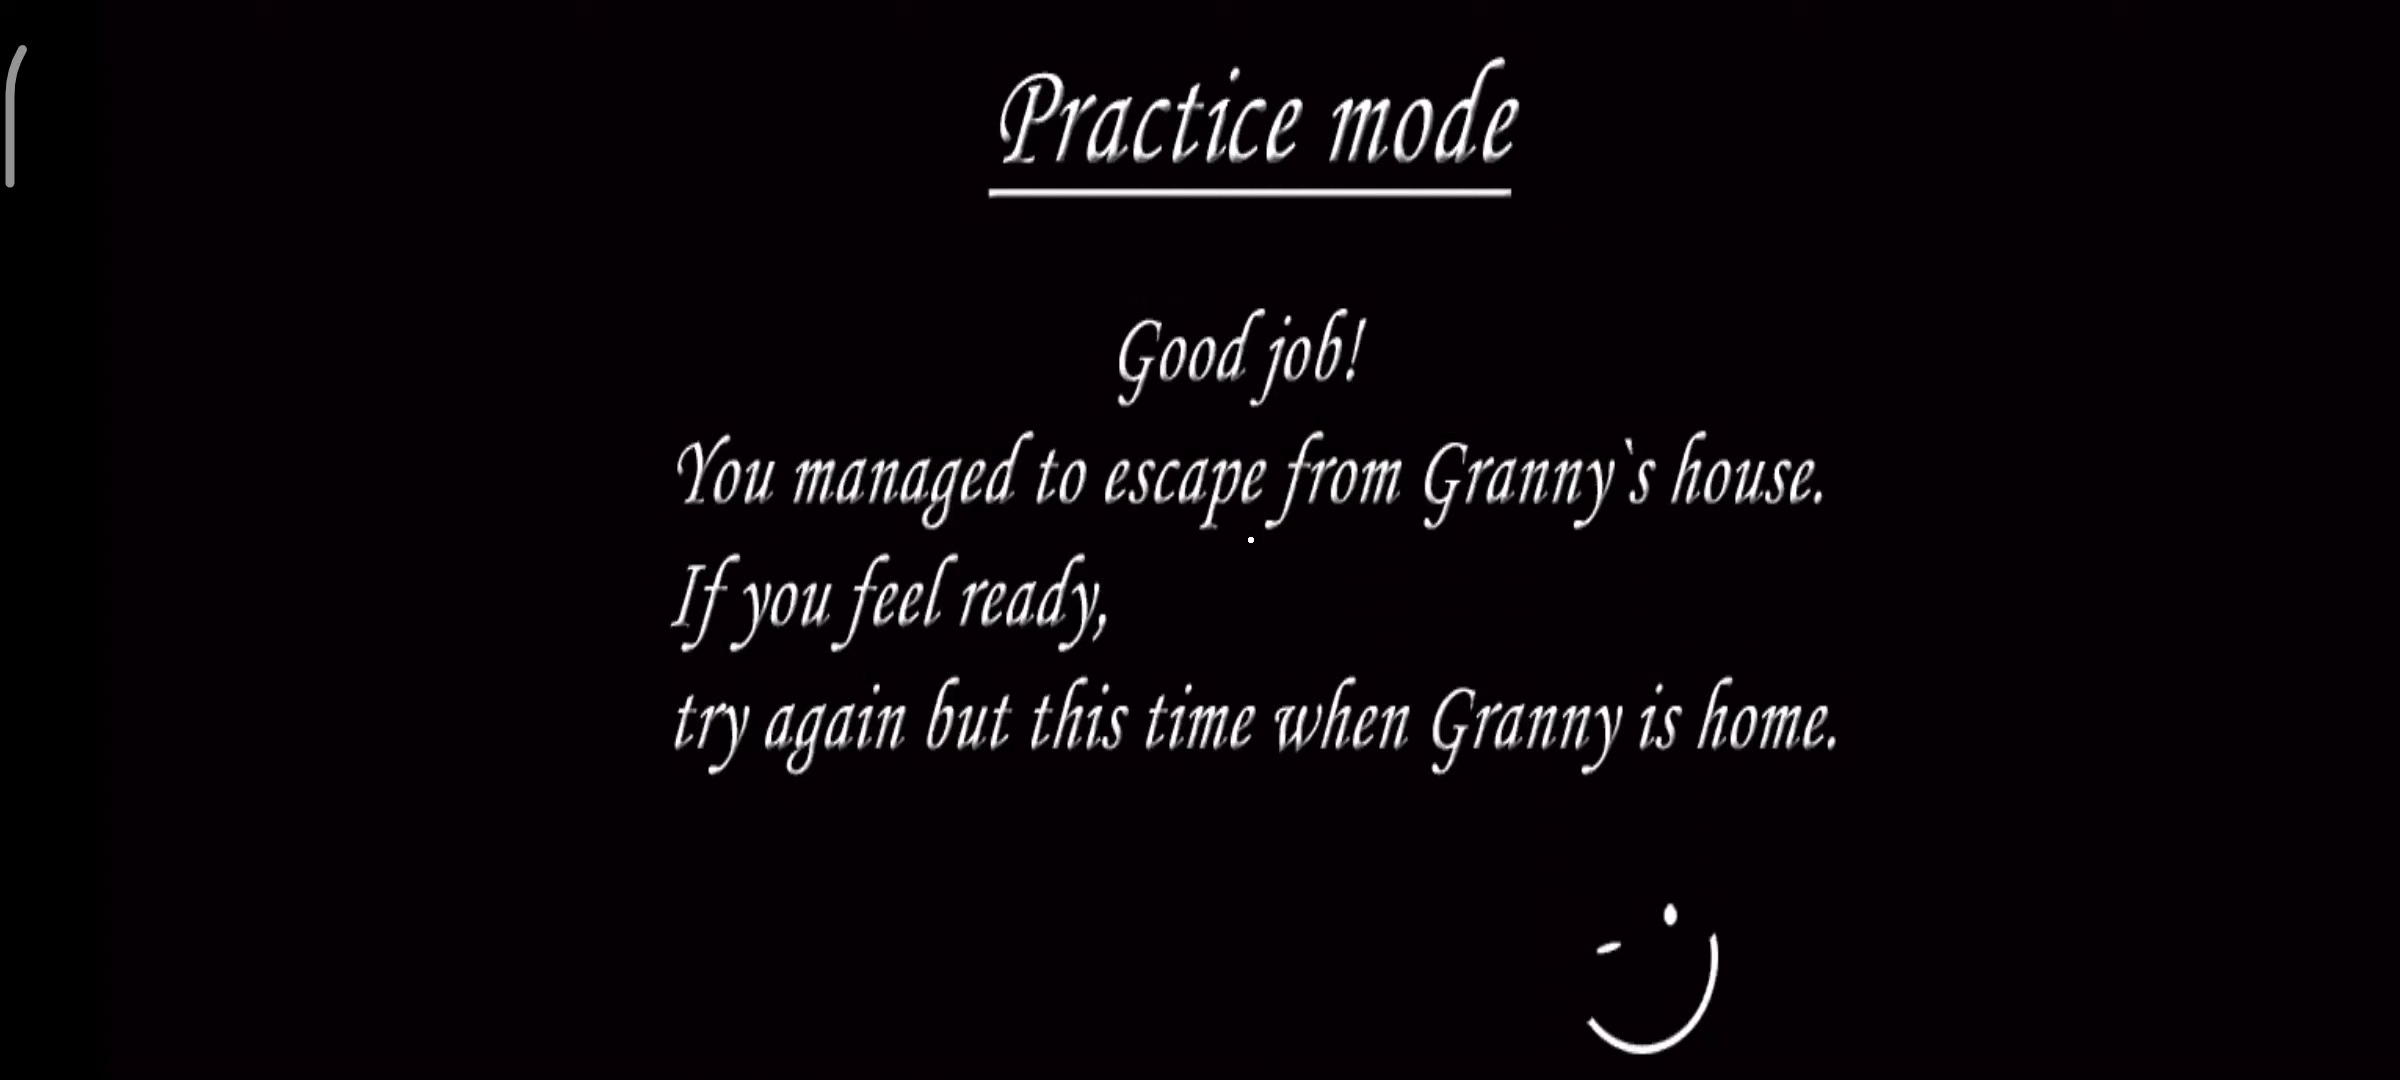 Practice mode
Good job!
You managed to escape from Granny`s house.
If you feel ready,
try again but this time when Granny is home.